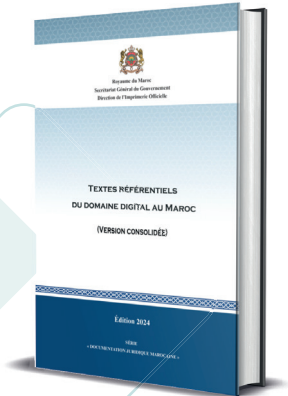 Royaume du Maroc
Secrétariat Général du Gouvernement
Direction de l'Imprimerie Officielle
TEXTES RÉFÉRENTIELS
DU DOMAINE DIGITAL AU MAROC
(VERSION CONSOLIDÉE)
Édition 2024
SÉRIE
« DOCUMENTATION JURIDIQUE MAROCAINE »